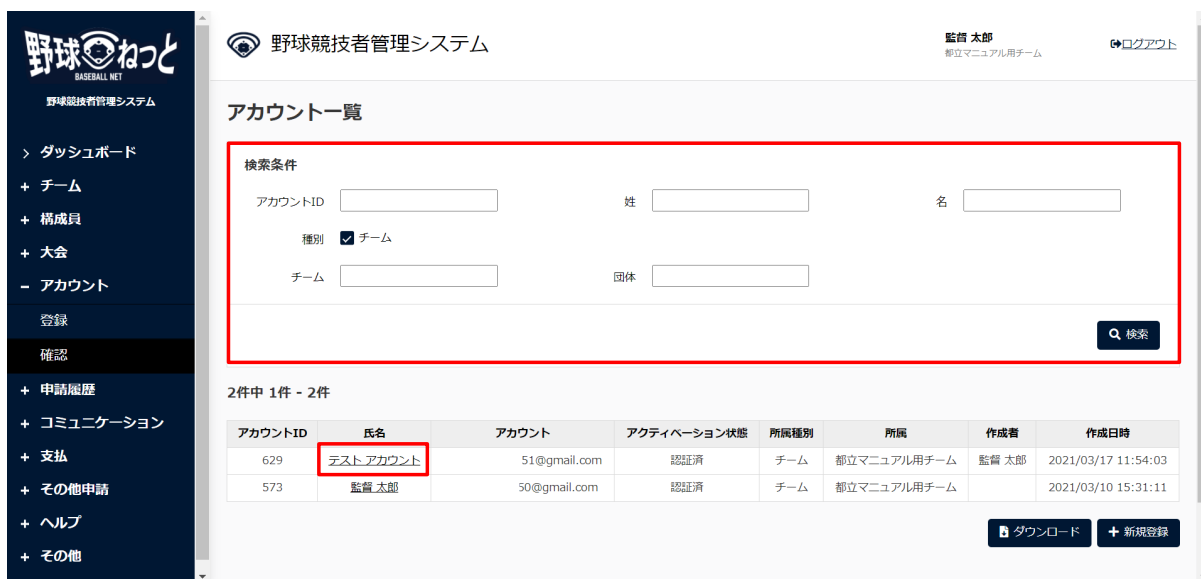 野球ねっと
BASEBALL NET
野球競技者管理システム
> ダッシュボード
+ チーム
+ 構成員
+ 大会
− アカウント
登録
確認
+ 申請履歴
+ コミュニケーション
+ 支払
+ その他申請
+ ヘルプ
+ その他
野球競技者管理システム
監督 太郎
都立マニュアル用チーム
ログアウト
アカウント一覧
検索条件
アカウントID 姓 名
種別 チーム
チーム 団体
検索
2件中 1件 - 2件
アカウントID 氏名 アカウント アクティベーション状態 所属種別 所属 作成者 作成日時
629 テスト アカウント 51@gmail.com 認証済 チーム 都立マニュアル用チーム 監督 太郎 2021/03/17 11:54:03
573 監督 太郎 50@gmail.com 認証済 チーム 都立マニュアル用チーム 2021/03/10 15:31:11
ダウンロード + 新規登録